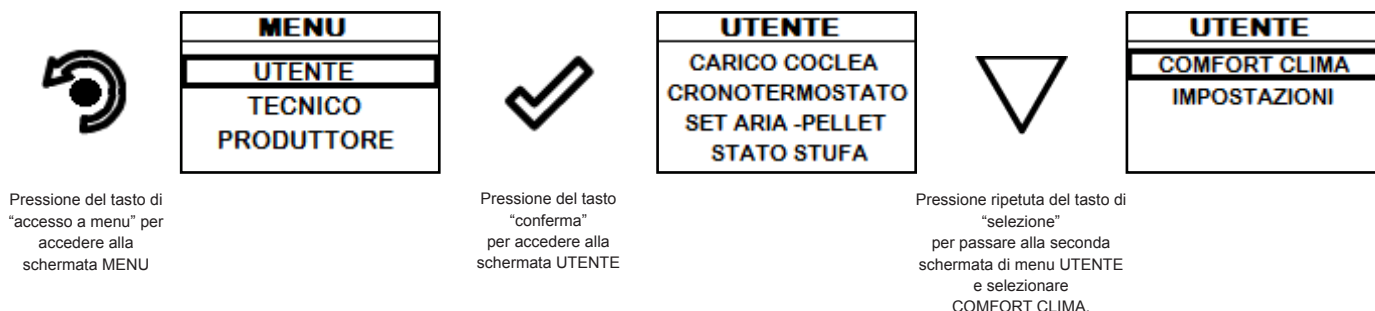 MENU
UTENTE
TECNICO
PRODUTTORE
UTENTE
CARICO COCLEA
CRONOTERMOSTATO
SET ARIA -PELLET
STATO STUFA
UTENTE
COMFORT CLIMA
IMPOSTAZIONI
Pressione del tasto di
“accesso a menu” per
accedere alla
schermata MENU
Pressione del tasto
“conferma”
per accedere alla
schermata UTENTE
Pressione ripetuta del tasto di
“selezione”
per passare alla seconda
schermata di menu UTENTE
e selezionare
COMFORT CLIMA.